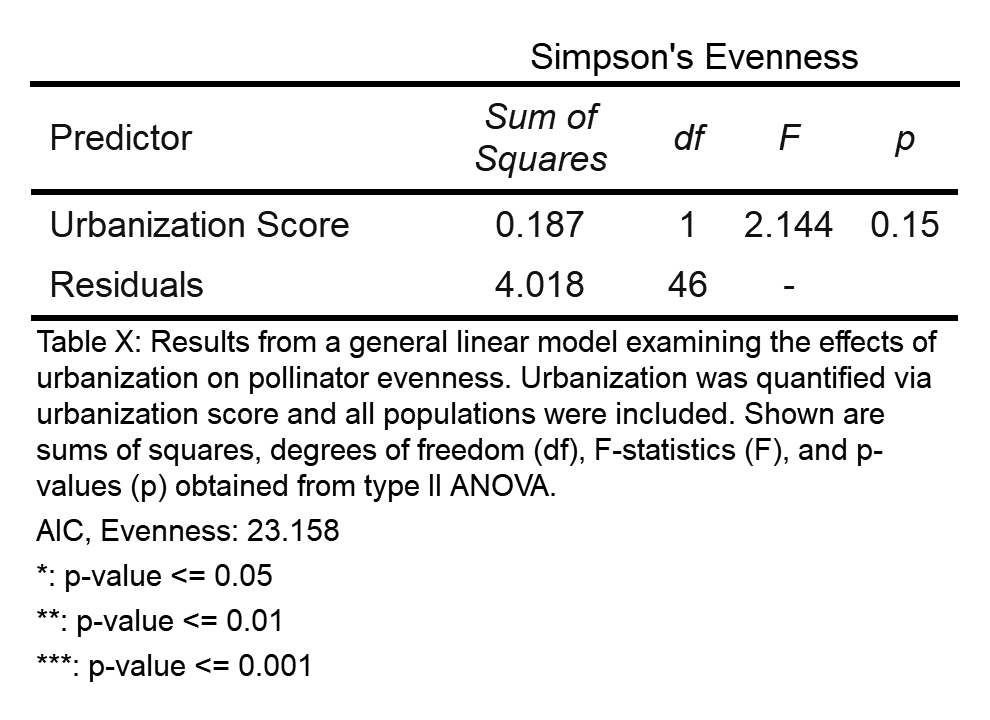 Simpson's Evenness
Predictor Sum of Squares df F p
Urbanization Score 0.187 1 2.144 0.15
Residuals 4.018 46 -
Table X: Results from a general linear model examining the effects of
urbanization on pollinator evenness. Urbanization was quantified via
urbanization score and all populations were included. Shown are
sums of squares, degrees of freedom (df), F-statistics (F), and p-
values (p) obtained from type II ANOVA.
AIC, Evenness: 23.158
*: p-value <= 0.05
**: p-value <= 0.01
***: p-value <= 0.001